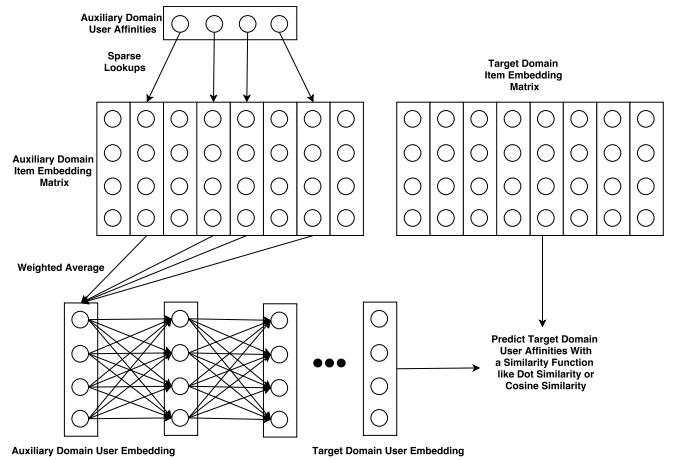 Auxiliary Domain
User Affinities
Sparse
Lookups
Target Domain
Item Embedding
Matrix
Auxiliary Domain
Item Embedding
Matrix
Weighted Average
Predict Target Domain
User Affinities With
a Similarity Function
like Dot Similarity or
Cosine Similarity
Auxiliary Domain User Embedding
Target Domain User Embedding